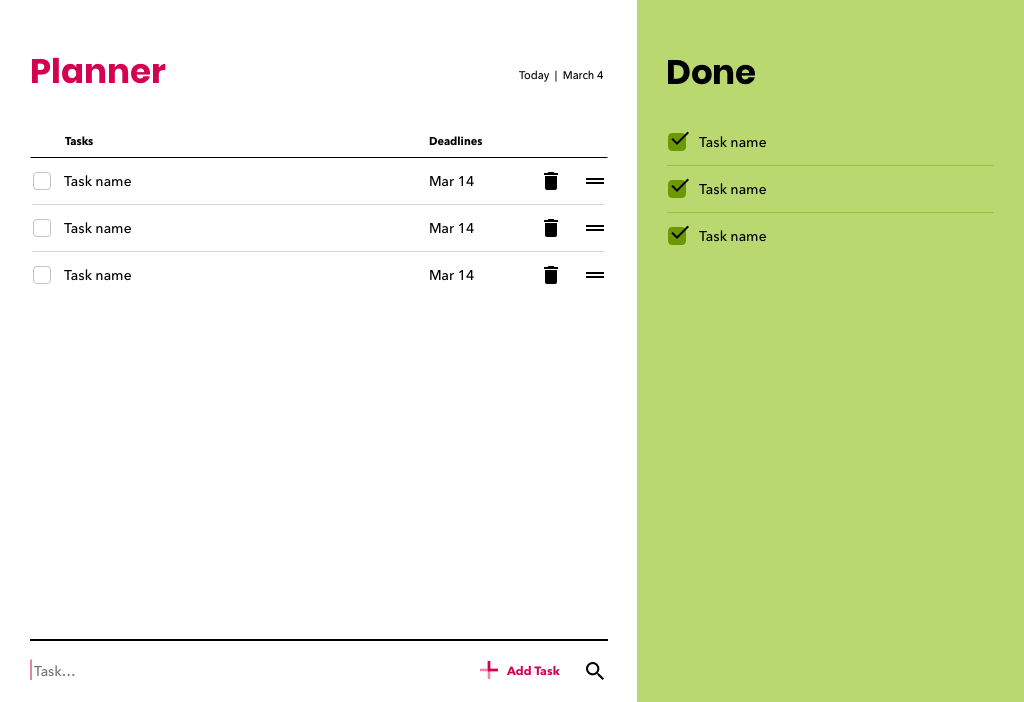 Planner
Today | March 4
Tasks Deadlines
Task name Mar 14
Task name Mar 14
Task name Mar 14
Task...
Add Task
Done
Task name
Task name
Task name